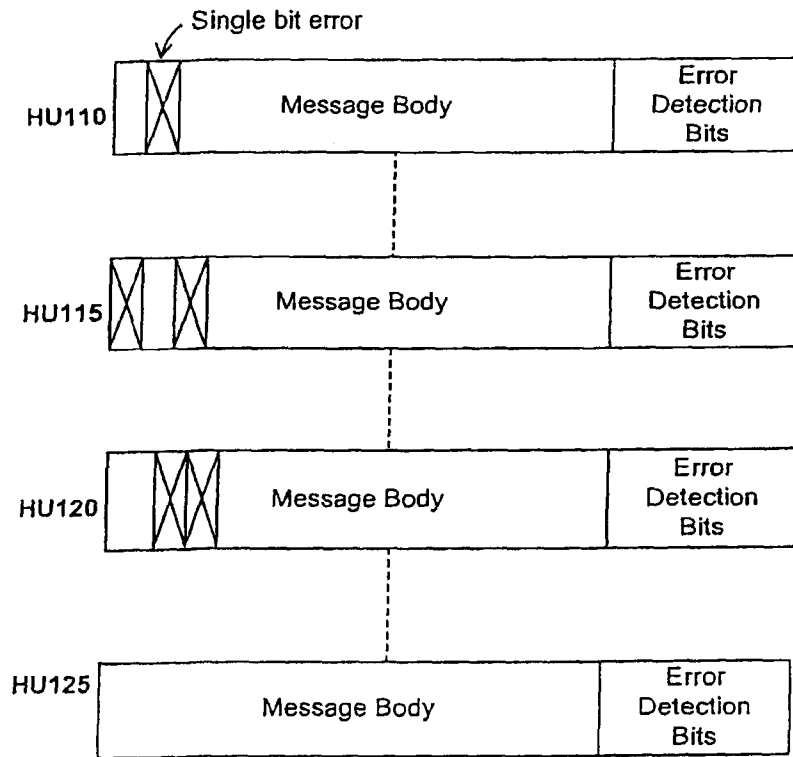 Single bit error
HU110
Message Body
Error
Detection
Bits
HU115
Message Body
Error
Detection
Bits
HU120
Message Body
Error
Detection
Bits
HU125
Message Body
Error
Detection
Bits